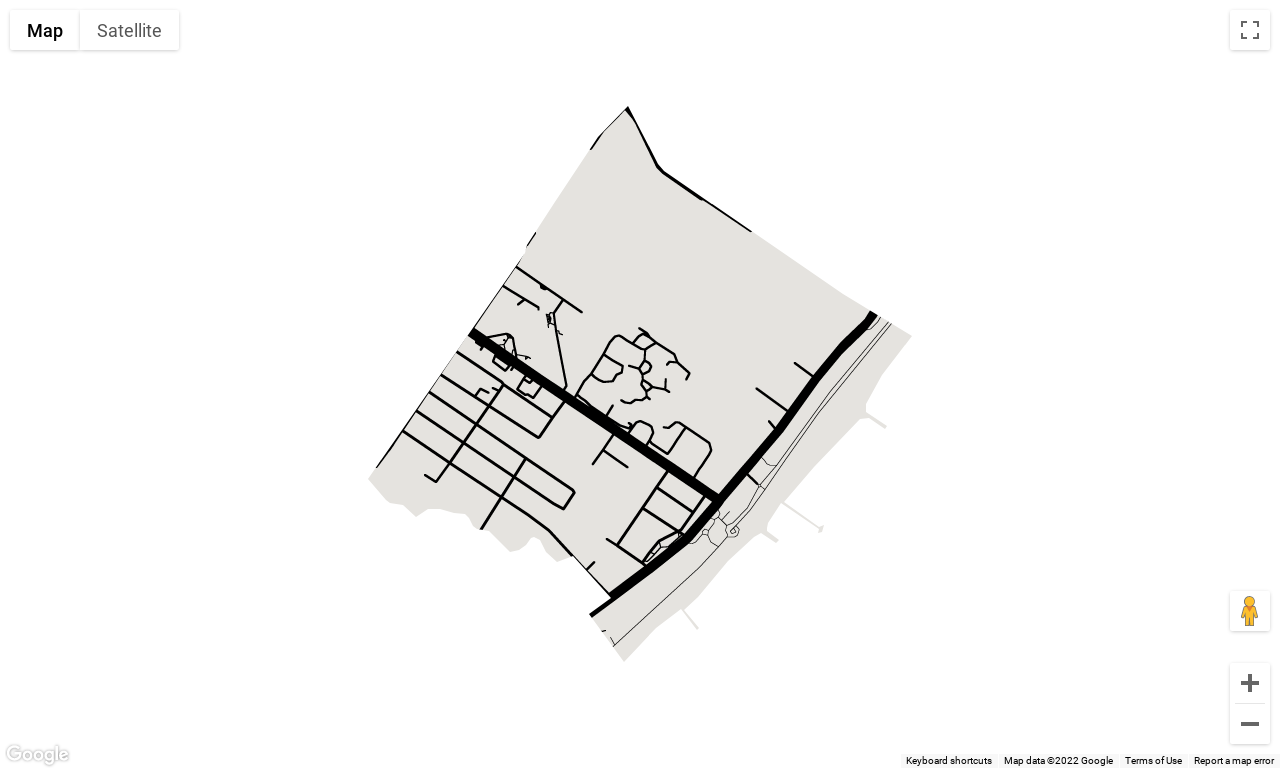 Map Satellite
Google
Keyboard shortcuts Map data ©2022 Google Terms of Use Report a map error